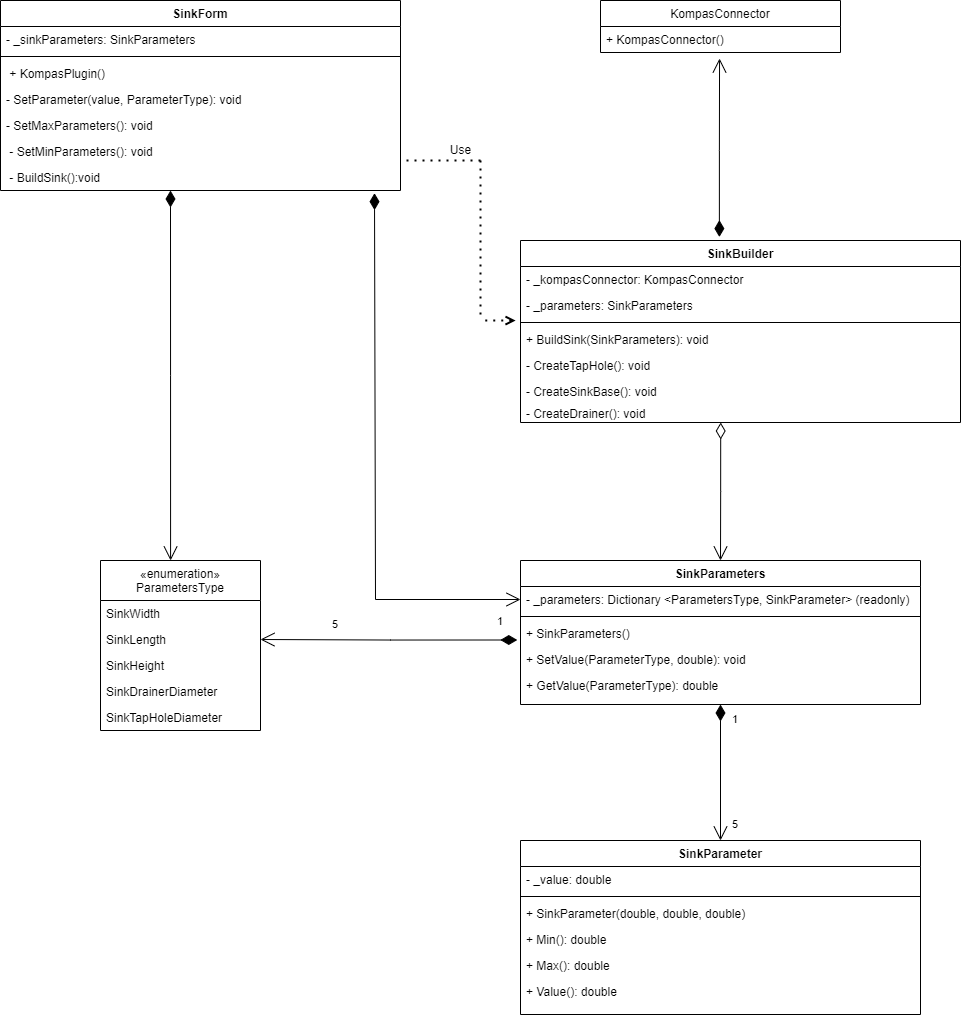 SinkForm
- _sinkParameters: SinkParameters
+ KompasPlugin()
- SetParameter(value, ParameterType): void
- SetMaxParameters(): void
- SetMinParameters(): void
- BuildSink():void
KompasConnector
+ KompasConnector()
Use
SinkBuilder
- _kompasConnector: KompasConnector
- _parameters: SinkParameters
+ BuildSink(SinkParameters): void
- CreateTapHole(): void
- CreateSinkBase(): void
- CreateDrainer(): void
«enumeration»
ParametersType
SinkWidth
SinkLength
SinkHeight
SinkDrainerDiameter
SinkTapHoleDiameter
5
1
SinkParameters
- _parameters: Dictionary <ParametersType, SinkParameter> (readonly)
+ SinkParameters()
+ SetValue(ParameterType, double): void
+ GetValue(ParameterType): double
1
5
SinkParameter
- _value: double
+ SinkParameter(double, double, double)
+ Min(): double
+ Max(): double
+ Value(): double